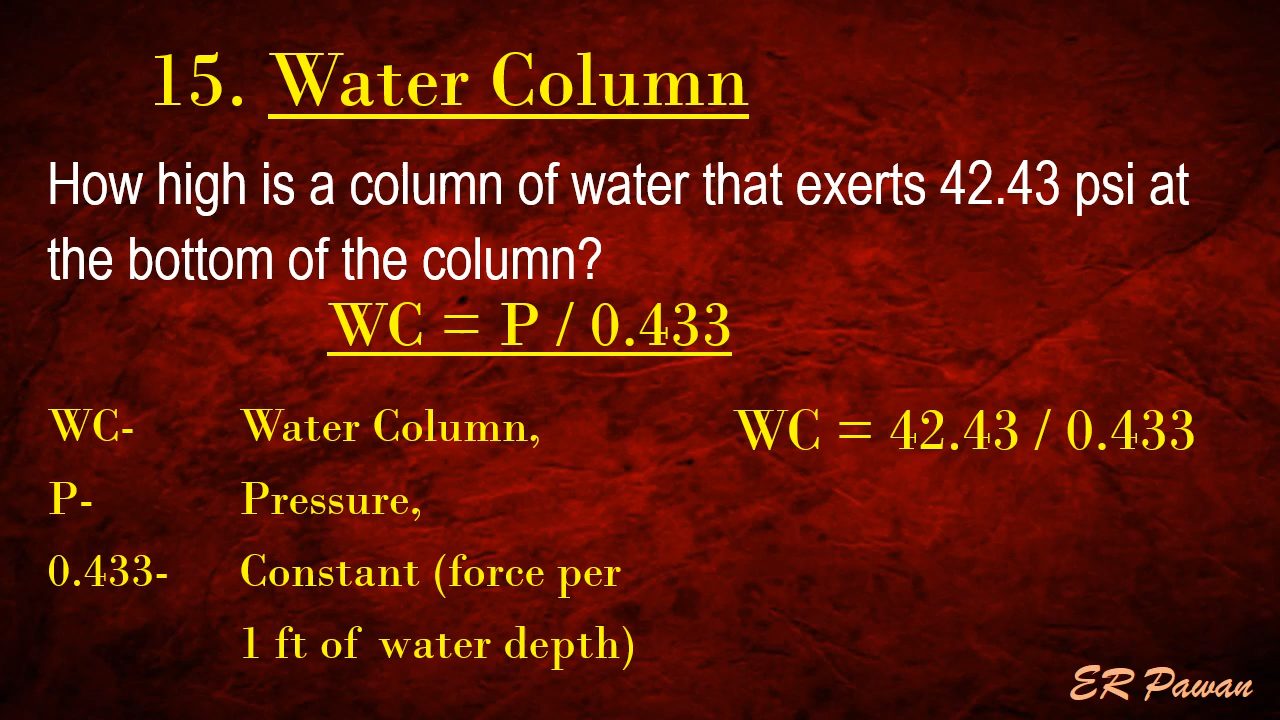 15. Water Column
How high is a column of water that exerts 42.43 psi at
the bottom of the column?
WC = P / 0.433
WC- Water Column,
WC = 42.43 / 0.433
P- Pressure,
0.433- Constant (force per
1 ft of water depth)
ER Pawan